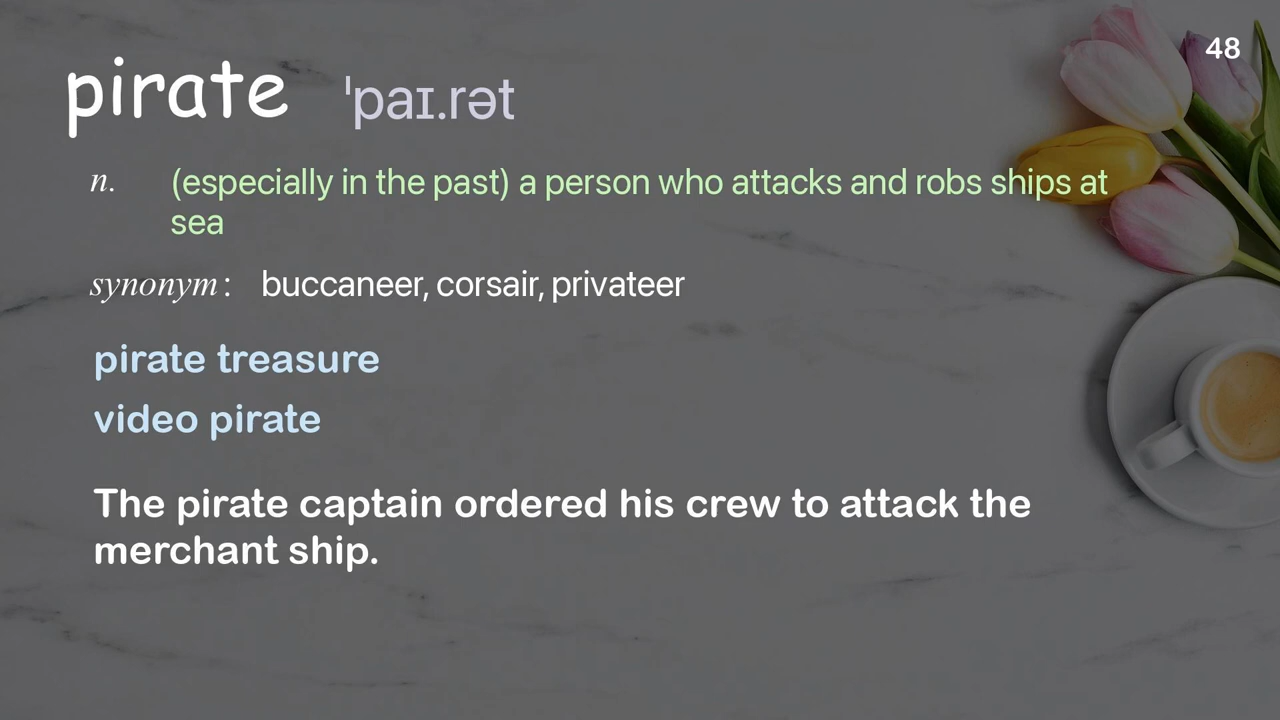 48
pirate ˈpaɪ.rət
n. (especially in the past) a person who attacks and robs ships at
sea
synonym: buccaneer, corsair, privateer
pirate treasure
video pirate
The pirate captain ordered his crew to attack the
merchant ship.